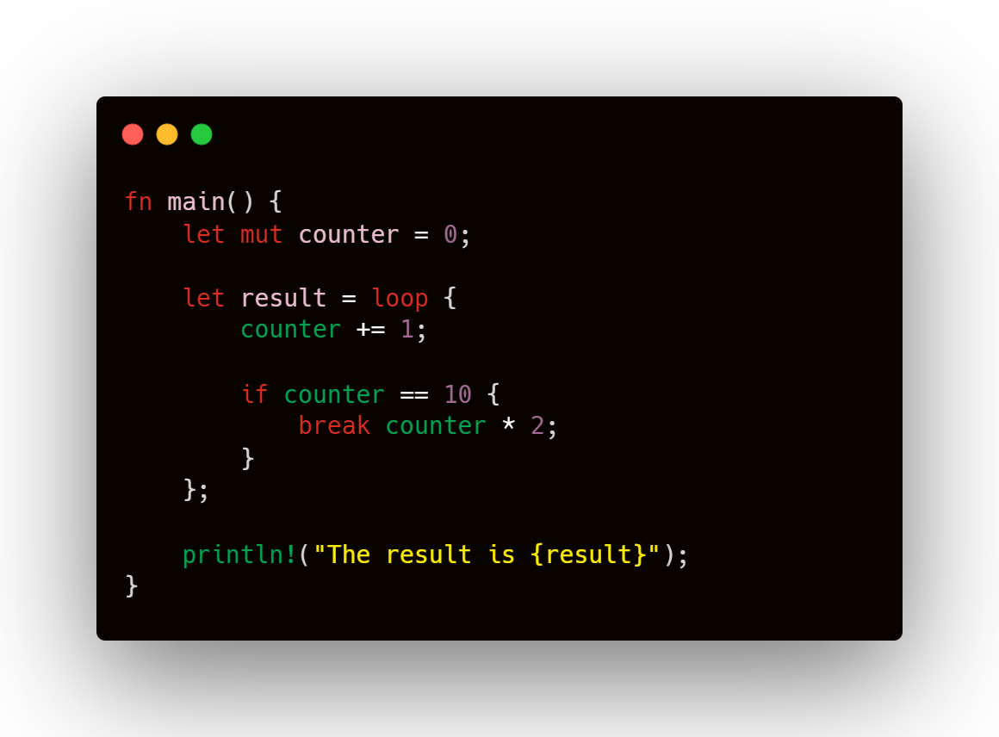 fn main() {
    let mut counter = 0;

    let result = loop {
        counter += 1;

        if counter == 10 {
            break counter * 2;
        }
    };

    println!("The result is {result}");
}